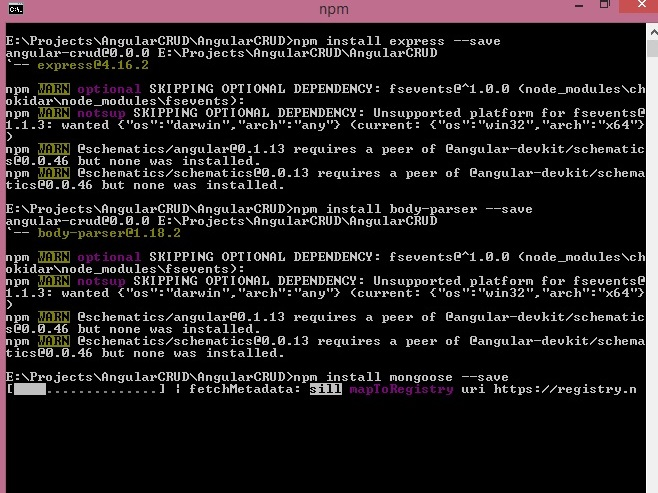 npm
E:\Projects\AngularCRUD\AngularCRUD>npm install express --save
angular-crud@0.0.0 E:\Projects\AngularCRUD\AngularCRUD
`-- express@4.16.2
npm WARN optional SKIPPING OPTIONAL DEPENDENCY: fsevents@^1.0.0 (node_modules\ch
okidar\node_modules\fsevents):
npm WARN notsup SKIPPING OPTIONAL DEPENDENCY: Unsupported platform for fsevents@
1.1.3: wanted {"os":"darwin","arch":"any"} (current: {"os":"win32","arch":"x64"}
)
npm WARN @schematics/angular@0.1.13 requires a peer of @angular-devkit/schematic
s@0.0.46 but none was installed.
npm WARN @schematics/schematics@0.0.13 requires a peer of @angular-devkit/schema
tics@0.0.46 but none was installed.
E:\Projects\AngularCRUD\AngularCRUD>npm install body-parser --save
angular-crud@0.0.0 E:\Projects\AngularCRUD\AngularCRUD
`-- body-parser@1.18.2
npm WARN optional SKIPPING OPTIONAL DEPENDENCY: fsevents@^1.0.0 (node_modules\ch
okidar\node_modules\fsevents):
npm WARN notsup SKIPPING OPTIONAL DEPENDENCY: Unsupported platform for fsevents@
1.1.3: wanted {"os":"darwin","arch":"any"} (current: {"os":"win32","arch":"x64"}
)
npm WARN @schematics/angular@0.1.13 requires a peer of @angular-devkit/schematic
s@0.0.46 but none was installed.
npm WARN @schematics/schematics@0.0.13 requires a peer of @angular-devkit/schema
tics@0.0.46 but none was installed.
E:\Projects\AngularCRUD\AngularCRUD>npm install mongoose --save
[    ..............] ¦ fetchMetadata: sill mapToRegistry uri https://registry.n